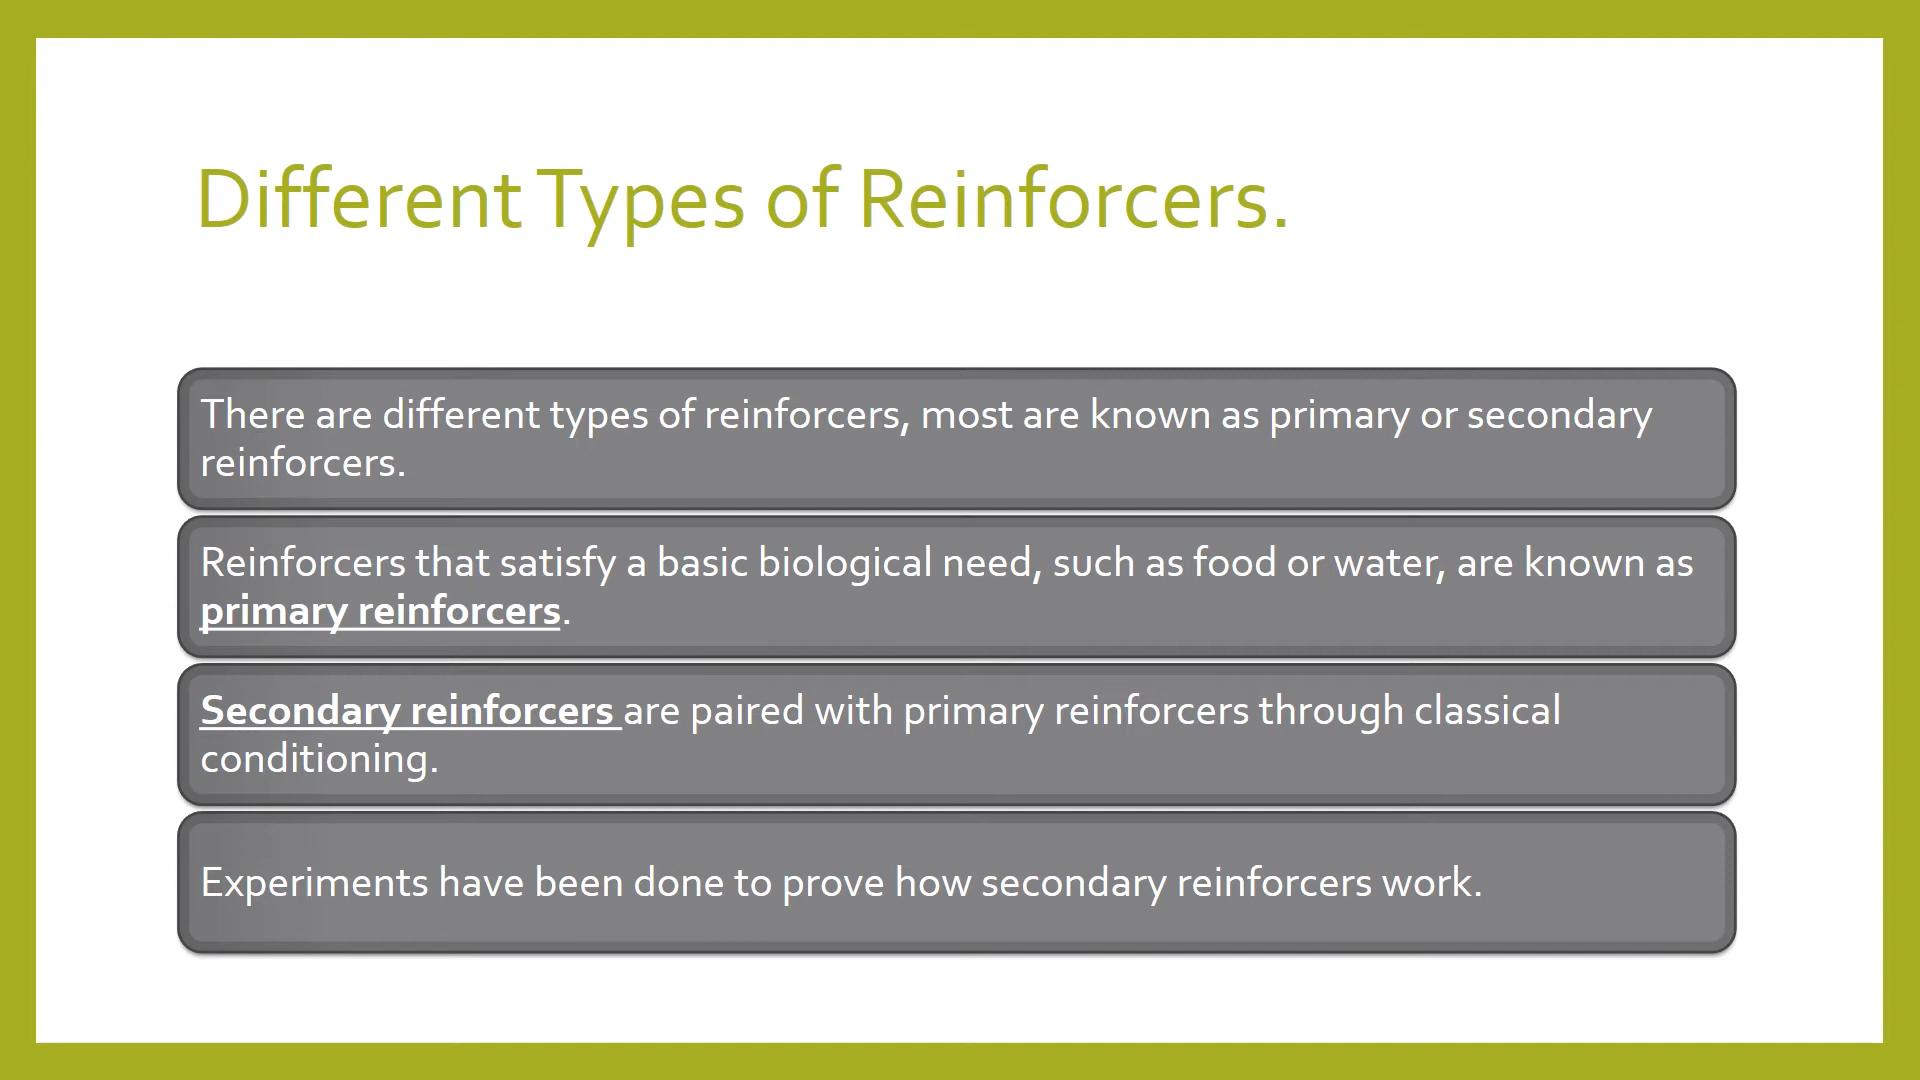 Different Types of Reinforcers.
There are different types of reinforcers, most are known as primary or secondary
reinforcers.
Reinforcers that satisfy a basic biological need, such as food or water, are known as
primary reinforcers.
Secondary reinforcers are paired with primary reinforcers through classical
conditioning.
Experiments have been done to prove how secondary reinforcers work.